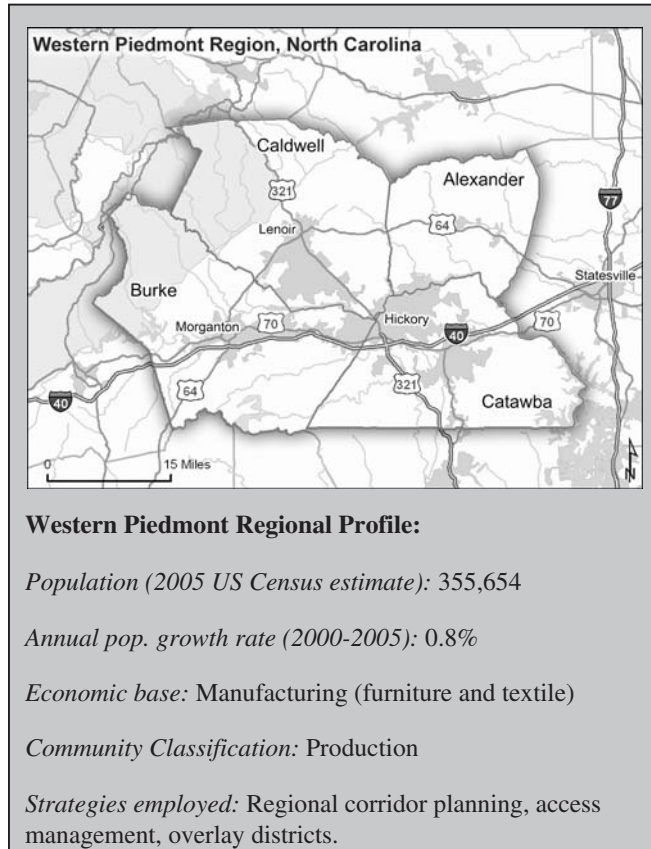 Western Piedmont Region, North Carolina
Caldwell
Alexander
321
77
64
Lenoir
Statesville
Burke
Hickory
70
70
Morganton
40
64
321
40
Catawba
0 15 Miles
N
Western Piedmont Regional Profile:
Population (2005 US Census estimate): 355,654
Annual pop. growth rate (2000-2005): 0.8%
Economic base: Manufacturing (furniture and textile)
Community Classification: Production
Strategies employed: Regional corridor planning, access
management, overlay districts.